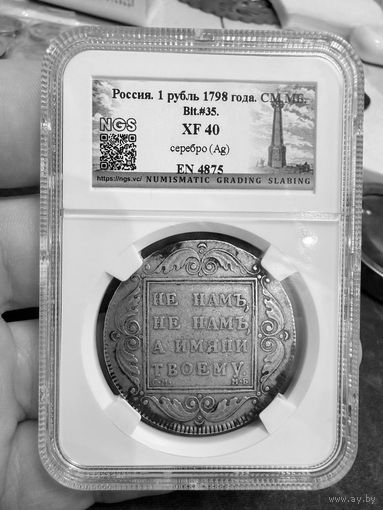 Россия. 1 рубль 1798 года. СМ МБ.
Bit.#35.
NGS
XF 40
серебро (Ag)
EN 4875
https://ngs.vc/ NUMISMATIC GRADING SLABING
НЕ НАМЪ,
НЕ НАМЪ,
А ИМЯНИ
ТВОЕМУ.
www.ay.by